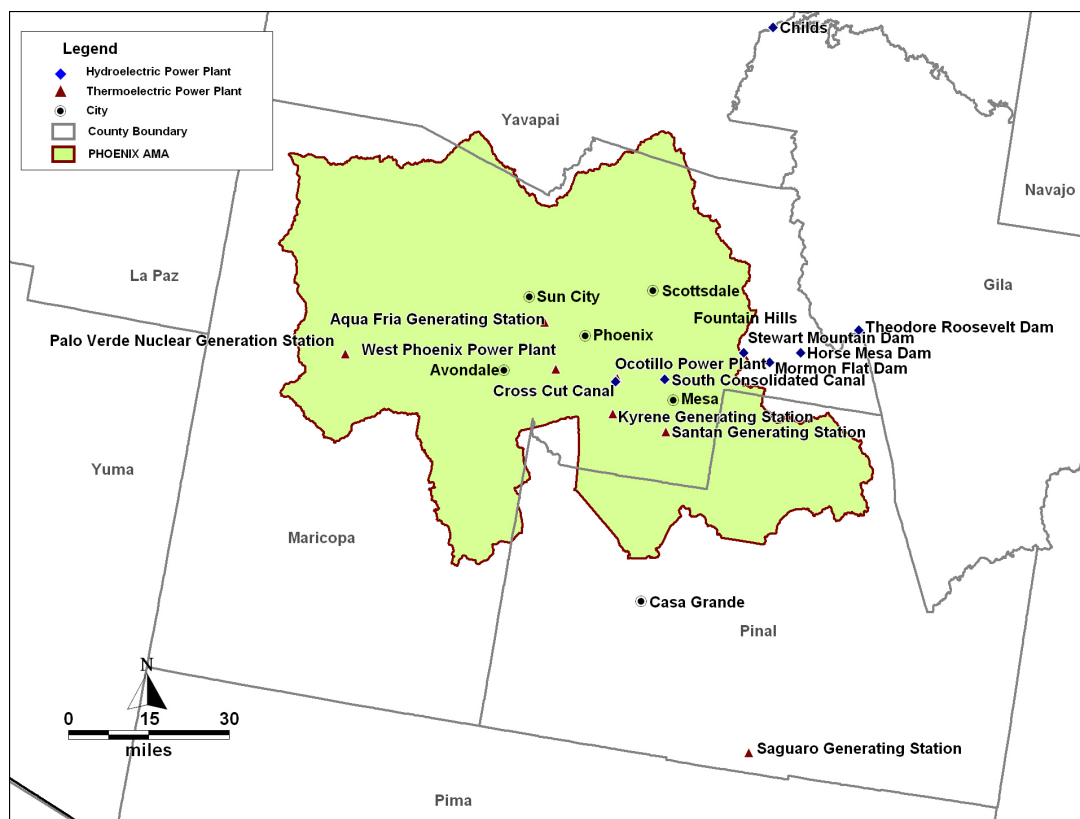 Childs
Legend
Hydroelectric Power Plant
Thermoelectric Power Plant
City
County Boundary
PHOENIX AMA
Yavapai
Navajo
La Paz
Gila
Sun City
Scottsdale
Aqua Fria Generating Station
Fountain Hills
Theodore Roosevelt Dam
Palo Verde Nuclear Generation Station
Phoenix
Stewart Mountain Dam
West Phoenix Power Plant
Horse Mesa Dam
Ocotillo Power Plant
Mormon Flat Dam
Avondale
South Consolidated Canal
Cross Cut Canal
Mesa
Kyrene Generating Station
Santan Generating Station
Yuma
Maricopa
Casa Grande
Pinal
N
0 15 30
miles
Saguaro Generating Station
Pima